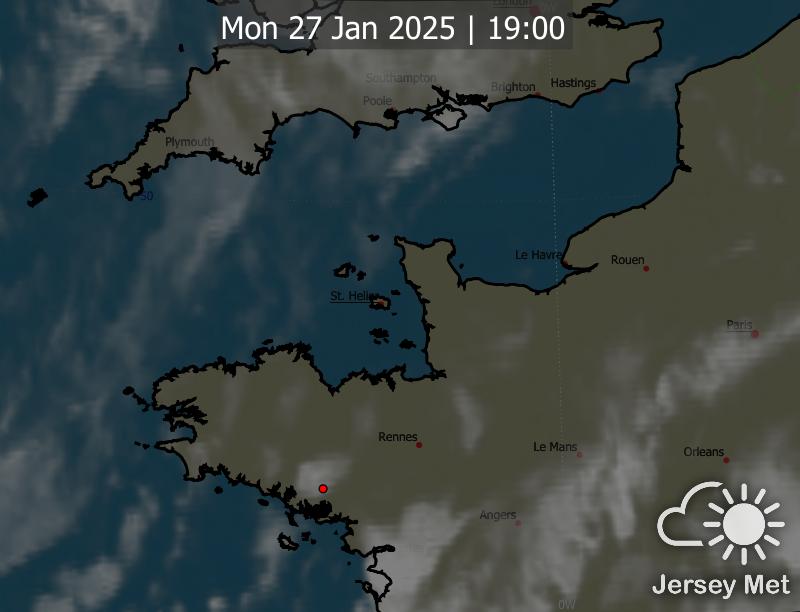 London
Mon 27 Jan 2025 | 19:00
Southampton
Brighton
Hastings
Poole
Plymouth
50
Le Havre
Rouen
St. Helier
Paris
Rennes
Le Mans
Orleans
Angers
Jersey Met
0W